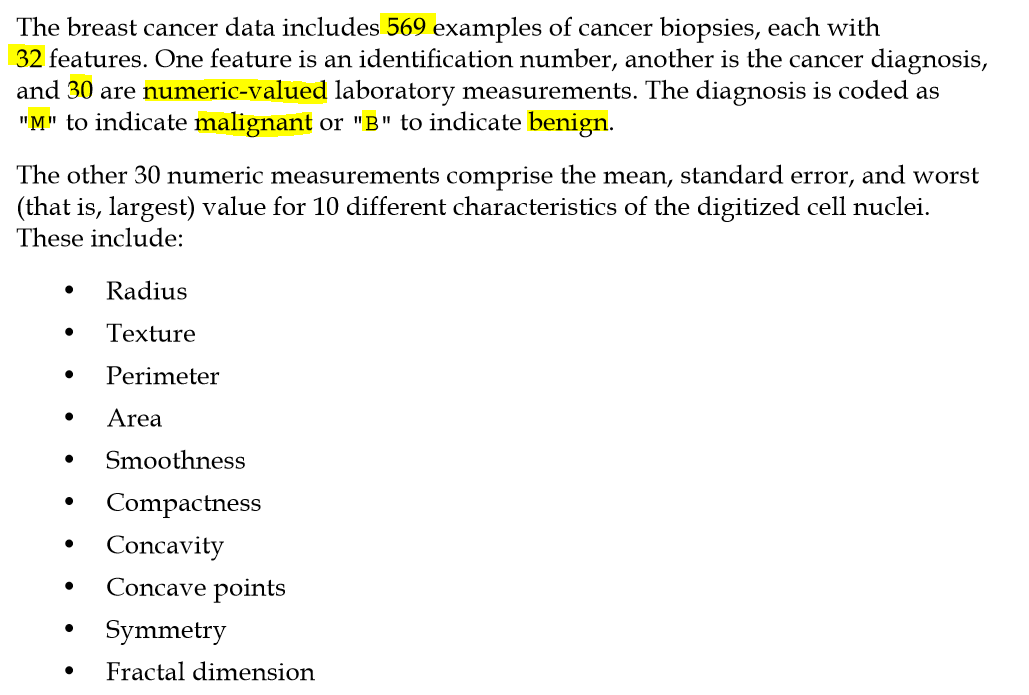 The breast cancer data includes 569 examples of cancer biopsies, each with
32 features. One feature is an identification number, another is the cancer diagnosis,
and 30 are numeric-valued laboratory measurements. The diagnosis is coded as
"M" to indicate malignant or "B" to indicate benign.
The other 30 numeric measurements comprise the mean, standard error, and worst
(that is, largest) value for 10 different characteristics of the digitized cell nuclei.
These include:
• Radius
• Texture
• Perimeter
• Area
• Smoothness
• Compactness
• Concavity
• Concave points
• Symmetry
• Fractal dimension